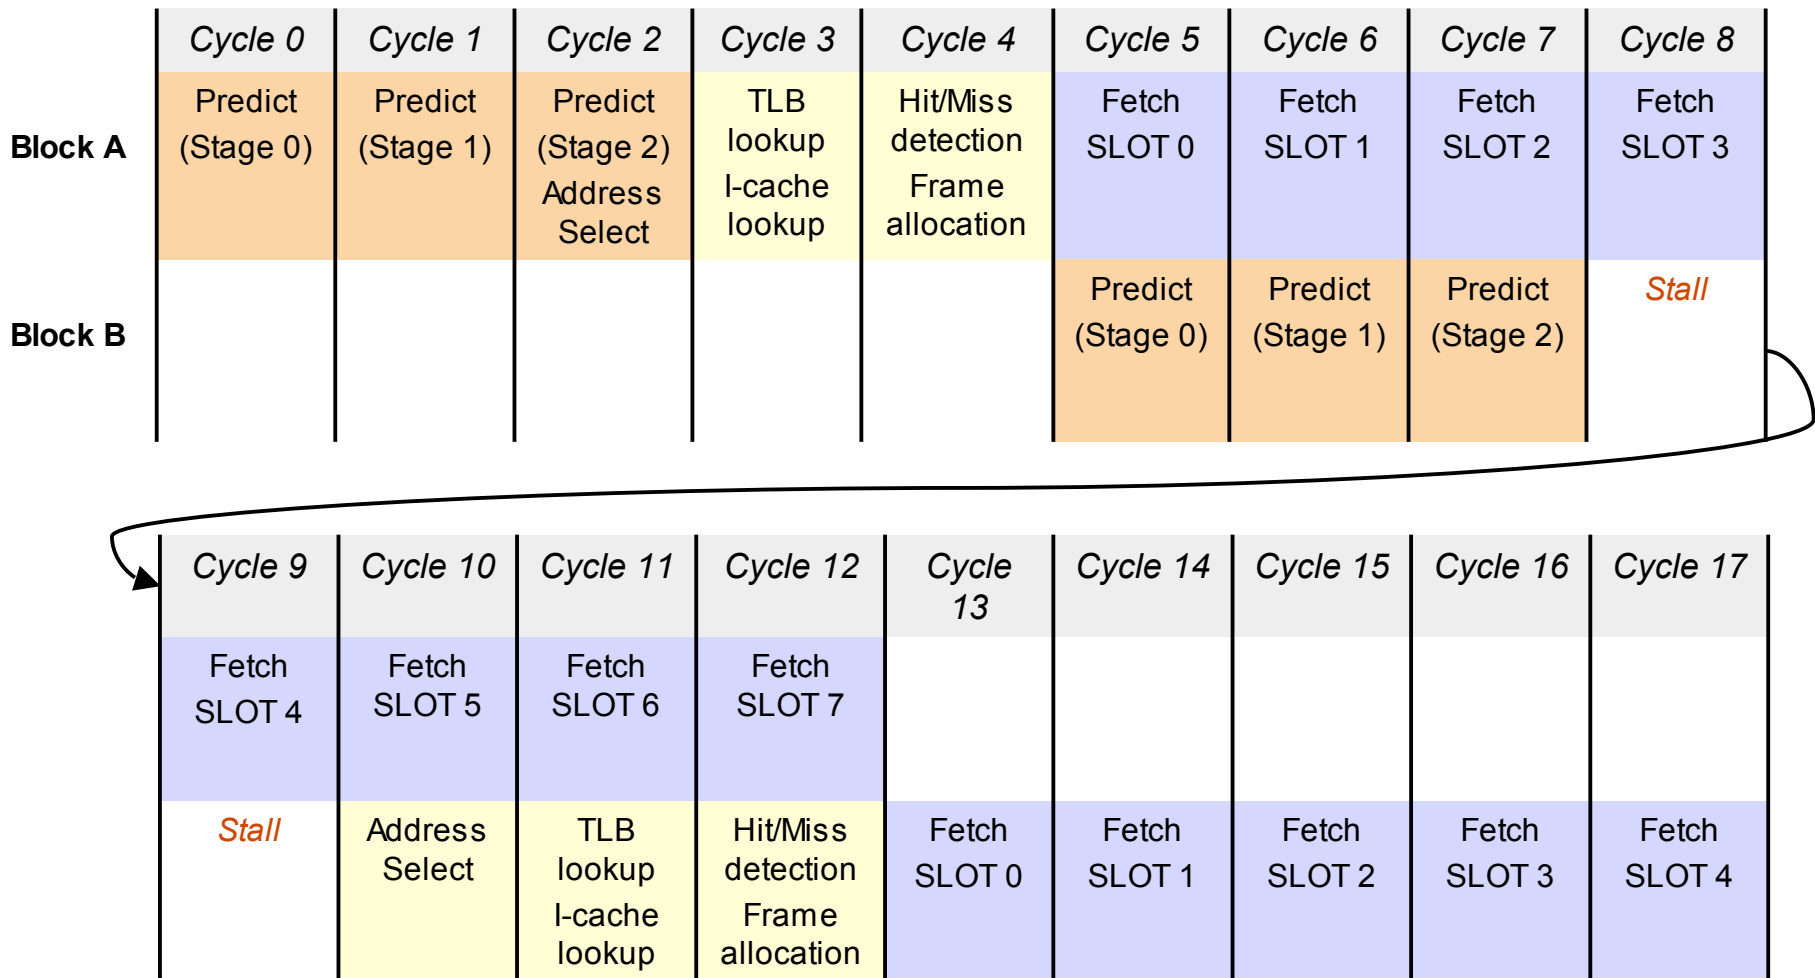 Cycle 0 Cycle 1 Cycle 2 Cycle 3 Cycle 4 Cycle 5 Cycle 6 Cycle 7 Cycle 8
Block A
Predict
(Stage 0)
Predict
(Stage 1)
Predict
(Stage 2)
Address
Select
TLB
lookup
I-cache
lookup
Hit/Miss
detection
Frame
allocation
Fetch
SLOT 0
Fetch
SLOT 1
Fetch
SLOT 2
Fetch
SLOT 3
Block B
Predict
(Stage 0)
Predict
(Stage 1)
Predict
(Stage 2)
Stall
Cycle 9 Cycle 10 Cycle 11 Cycle 12 Cycle
13
Cycle 14 Cycle 15 Cycle 16 Cycle 17
Fetch
SLOT 4
Fetch
SLOT 5
Fetch
SLOT 6
Fetch
SLOT 7
Stall
Address
Select
TLB
lookup
I-cache
lookup
Hit/Miss
detection
Frame
allocation
Fetch
SLOT 0
Fetch
SLOT 1
Fetch
SLOT 2
Fetch
SLOT 3
Fetch
SLOT 4